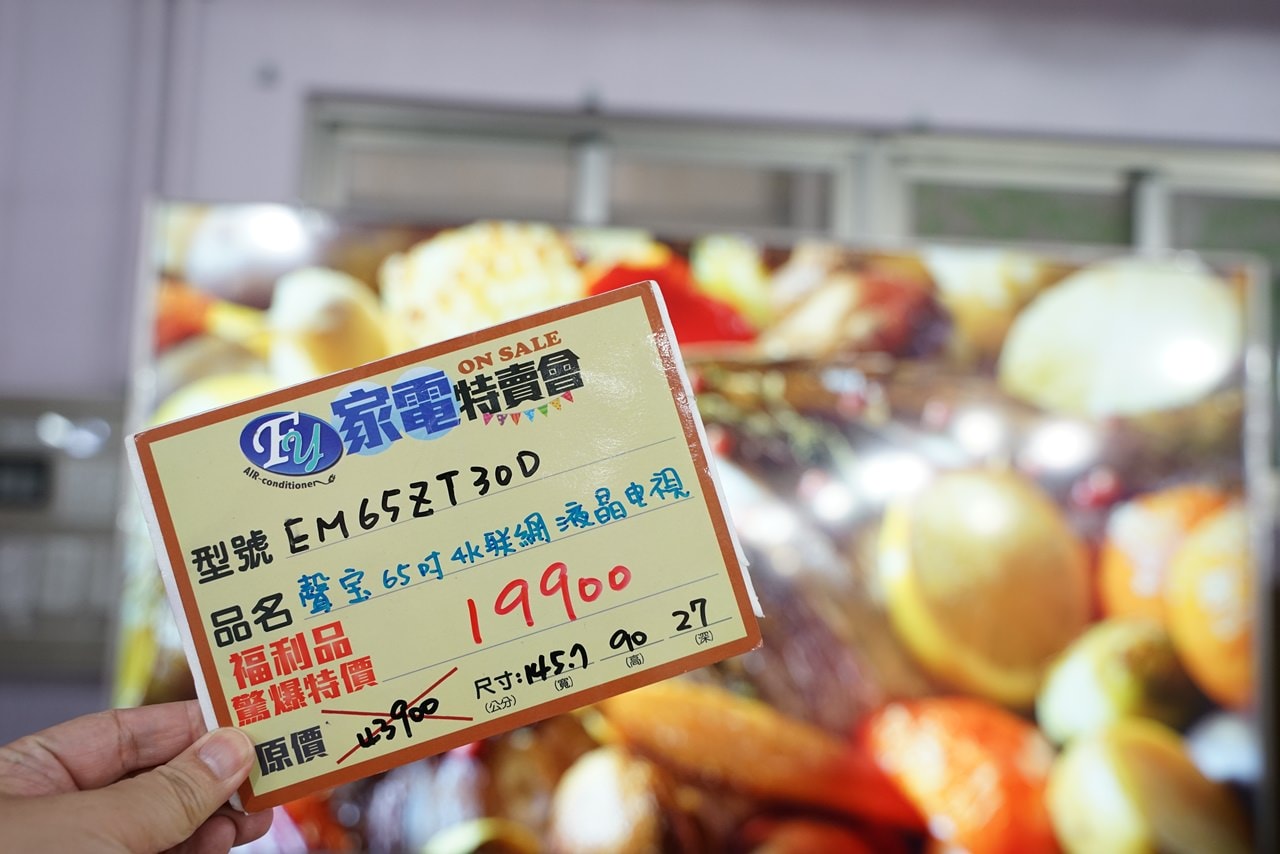 ON SALE
FY 家電特賣會
AIR-conditioner
型號 EM65ZT30D
品名 聲宝65吋4K联網液晶电視
福利品
驚爆特價 19900
原價 43900 尺寸:145.7 90 27
(公分) (寬) (高) (深)